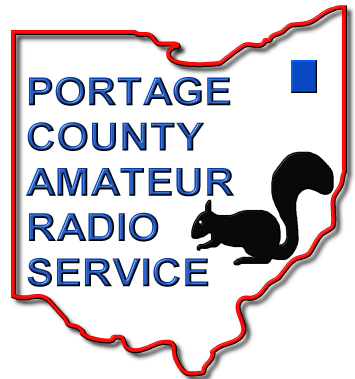 PORTAGE
COUNTY
AMATEUR
RADIO
SERVICE